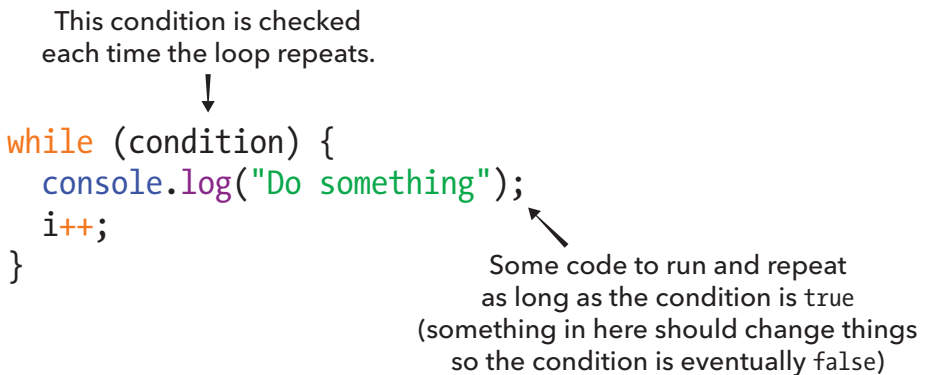 This condition is checked
each time the loop repeats.
while (condition) {
  console.log("Do something");
  i++;
}
Some code to run and repeat
as long as the condition is true
(something in here should change things
so the condition is eventually false)